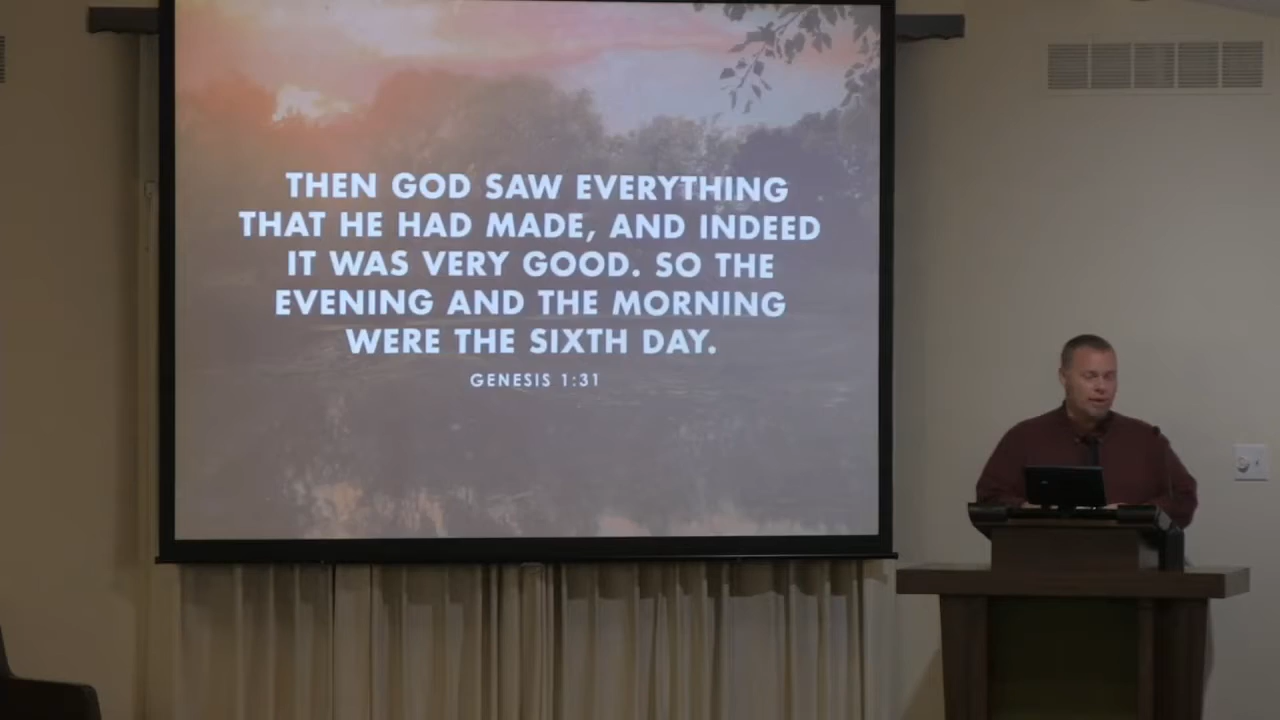 THEN GOD SAW EVERYTHING
THAT HE HAD MADE, AND INDEED
IT WAS VERY GOOD. SO THE
EVENING AND THE MORNING
WERE THE SIXTH DAY.
GENESIS 1:31